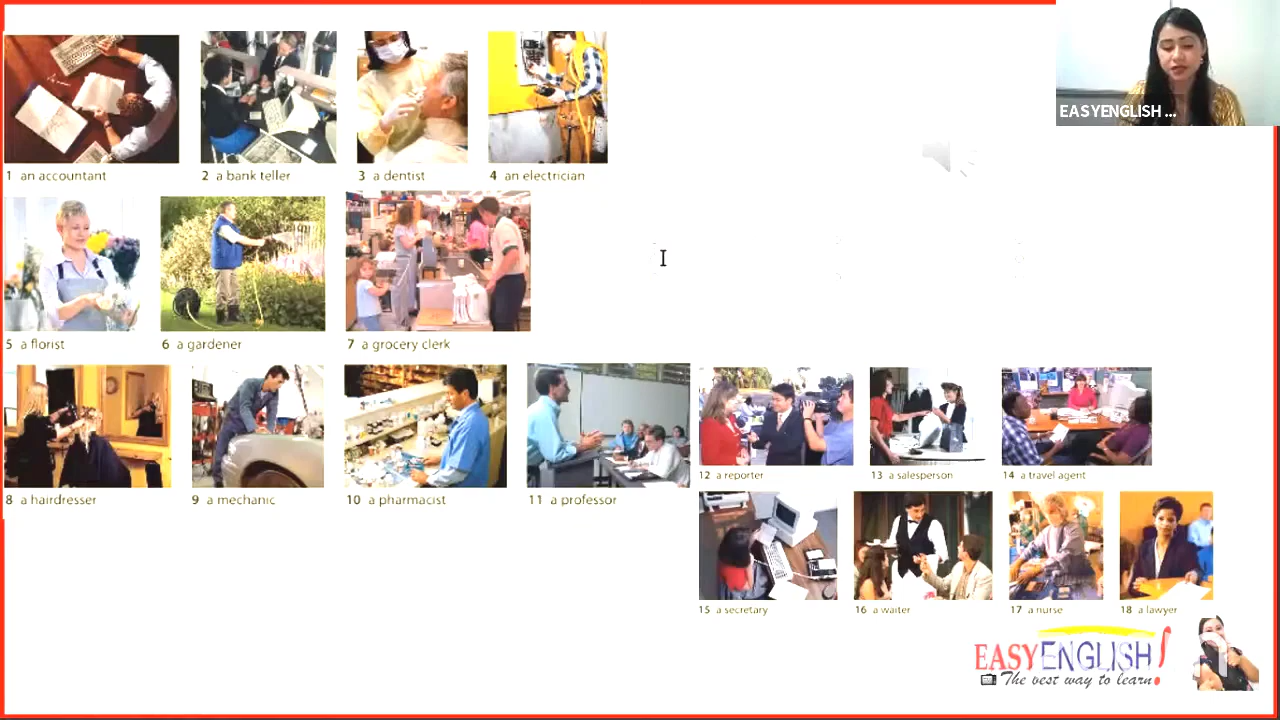 EASYENGLISH ...
1 an accountant
2 a bank teller
3 a dentist
4 an electrician
5 a florist
6 a gardener
7 a grocery clerk
8 a hairdresser
9 a mechanic
10 a pharmacist
11 a professor
12 a reporter
13 a salesperson
14 a travel agent
15 a secretary
16 a waiter
17 a nurse
18 a lawyer
EASYENGLISH!
The best way to learn!